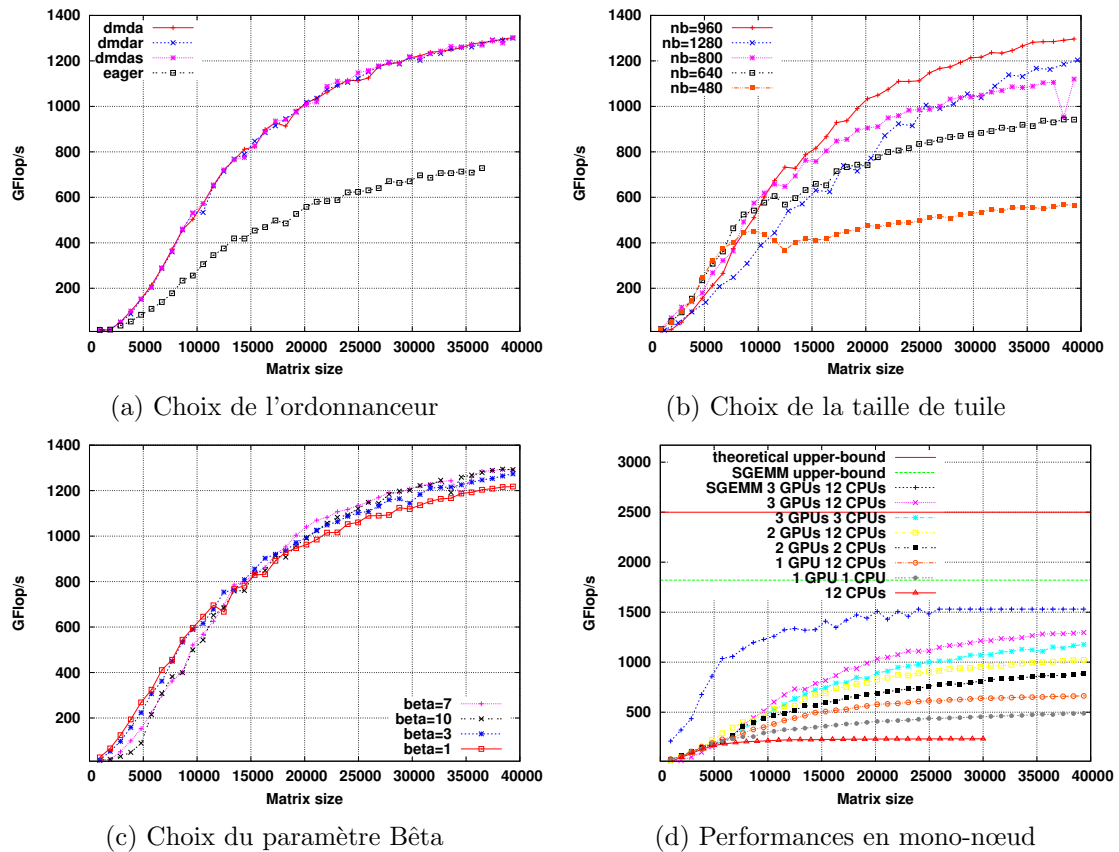 1400
1200
1000
800
600
400
200
GFlop/s
dmda
dmdar
dmdas
eager
0 5000 10000 15000 20000 25000 30000 35000 40000
Matrix size
(a) Choix de l'ordonnanceur
1400
1200
1000
800
600
400
200
GFlop/s
nb=960
nb=1280
nb=800
nb=640
nb=480
0 5000 10000 15000 20000 25000 30000 35000 40000
Matrix size
(b) Choix de la taille de tuile
1400
1200
1000
800
600
400
200
GFlop/s
beta=7
beta=10
beta=3
beta=1
0 5000 10000 15000 20000 25000 30000 35000 40000
Matrix size
(c) Choix du paramètre Bêta
3000
2500
2000
1500
1000
500
GFlop/s
theoretical upper-bound
SGEMM upper-bound
SGEMM 3 GPUs 12 CPUs
3 GPUs 12 CPUs
3 GPUs 3 CPUs
2 GPUs 12 CPUs
2 GPUs 2 CPUs
1 GPU 12 CPUs
1 GPU 1 CPU
12 CPUs
0 5000 10000 15000 20000 25000 30000 35000 40000
Matrix size
(d) Performances en mono-nœud